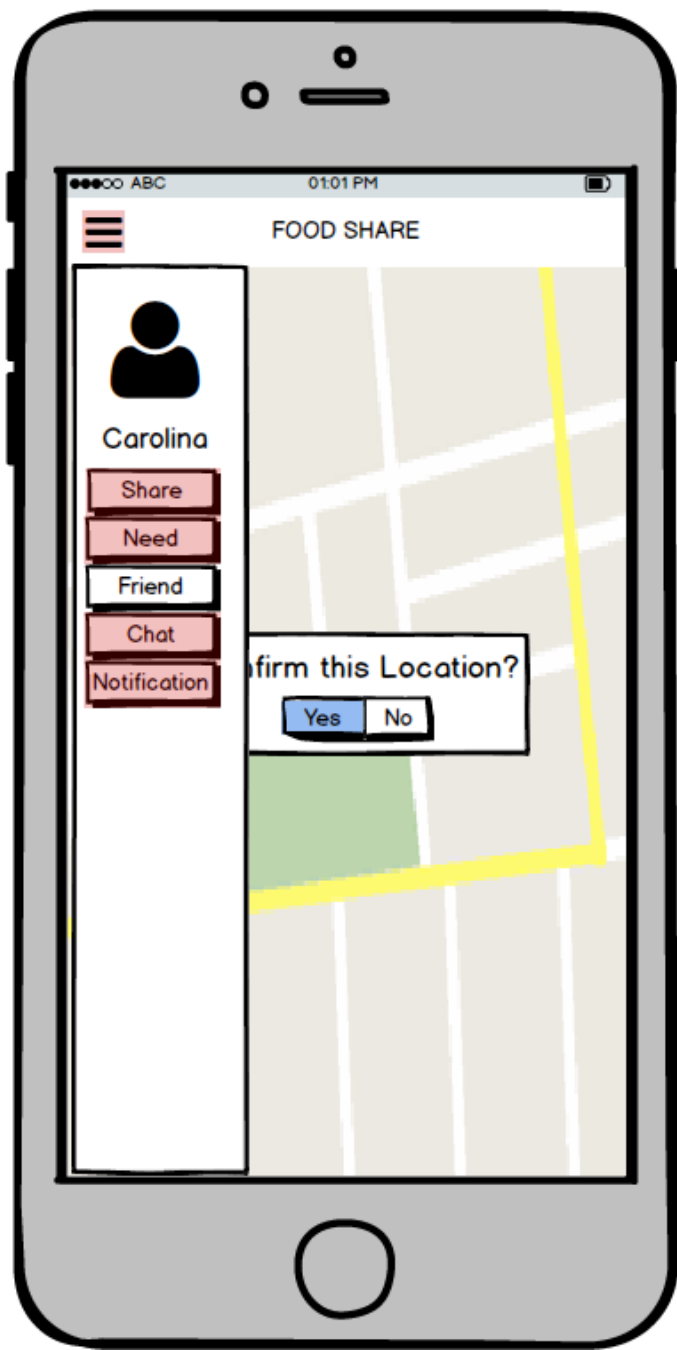 ABC 01:01 PM
FOOD SHARE
Carolina
Share
Need
Friend
Chat
Notification
nfirm this Location?
Yes No